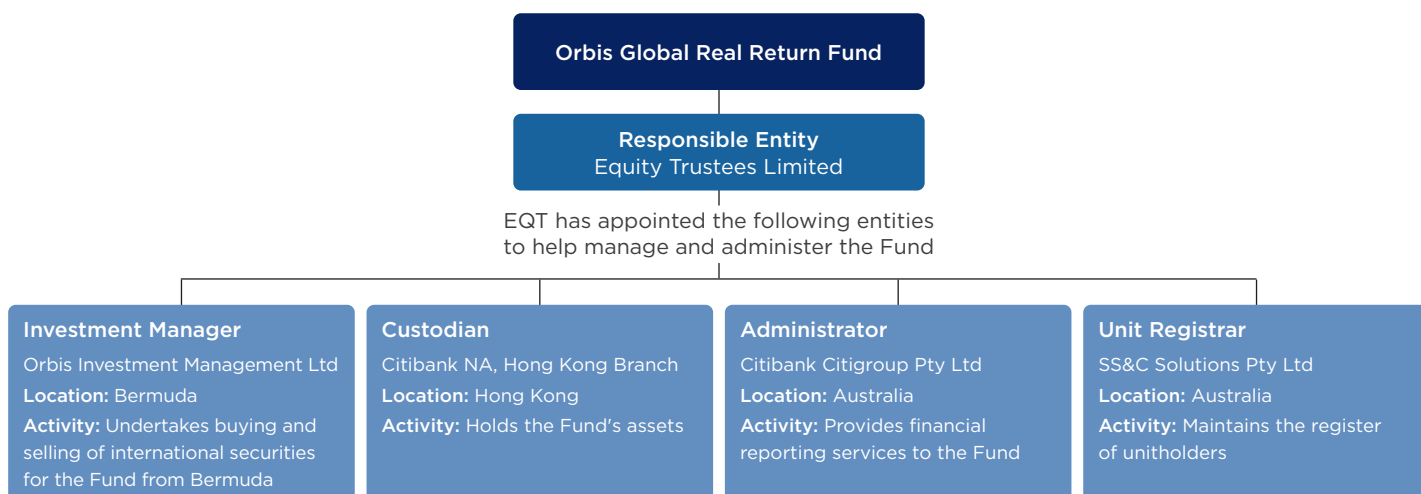 Orbis Global Real Return Fund
Responsible Entity
Equity Trustees Limited
EQT has appointed the following entities
to help manage and administer the Fund
Investment Manager
Orbis Investment Management Ltd
Location: Bermuda
Activity: Undertakes buying and
selling of international securities
for the Fund from Bermuda
Custodian
Citibank NA, Hong Kong Branch
Location: Hong Kong
Activity: Holds the Fund's assets
Administrator
Citibank Citigroup Pty Ltd
Location: Australia
Activity: Provides financial
reporting services to the Fund
Unit Registrar
SS&C Solutions Pty Ltd
Location: Australia
Activity: Maintains the register
of unitholders